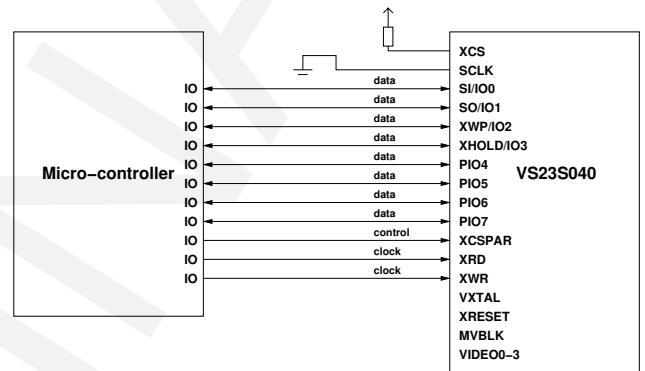 XCS
SCLK
IO data SI/IO0
IO data SO/IO1
IO data XWP/IO2
IO data XHOLD/IO3
IO data PIO4
Micro−controller VS23S040
IO data PIO5
IO data PIO6
IO data PIO7
IO control XCSPAR
IO clock XRD
IO clock XWR
VXTAL
XRESET
MVBLK
VIDEO0−3